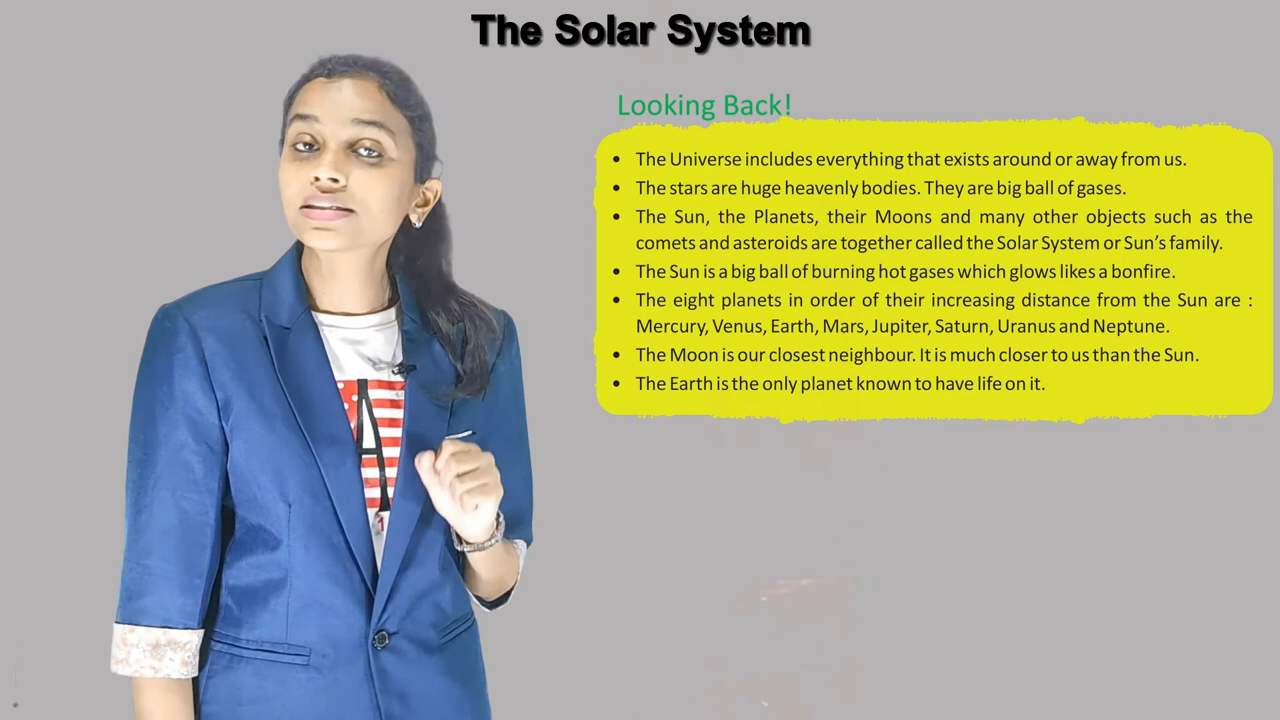 The Solar System
Looking Back!
• The Universe includes everything that exists around or away from us.
• The stars are huge heavenly bodies. They are big ball of gases.
• The Sun, the Planets, their Moons and many other objects such as the
comets and asteroids are together called the Solar System or Sun's family.
• The Sun is a big ball of burning hot gases which glows likes a bonfire.
• The eight planets in order of their increasing distance from the Sun are :
Mercury, Venus, Earth, Mars, Jupiter, Saturn, Uranus and Neptune.
• The Moon is our closest neighbour. It is much closer to us than the Sun.
• The Earth is the only planet known to have life on it.
A
1